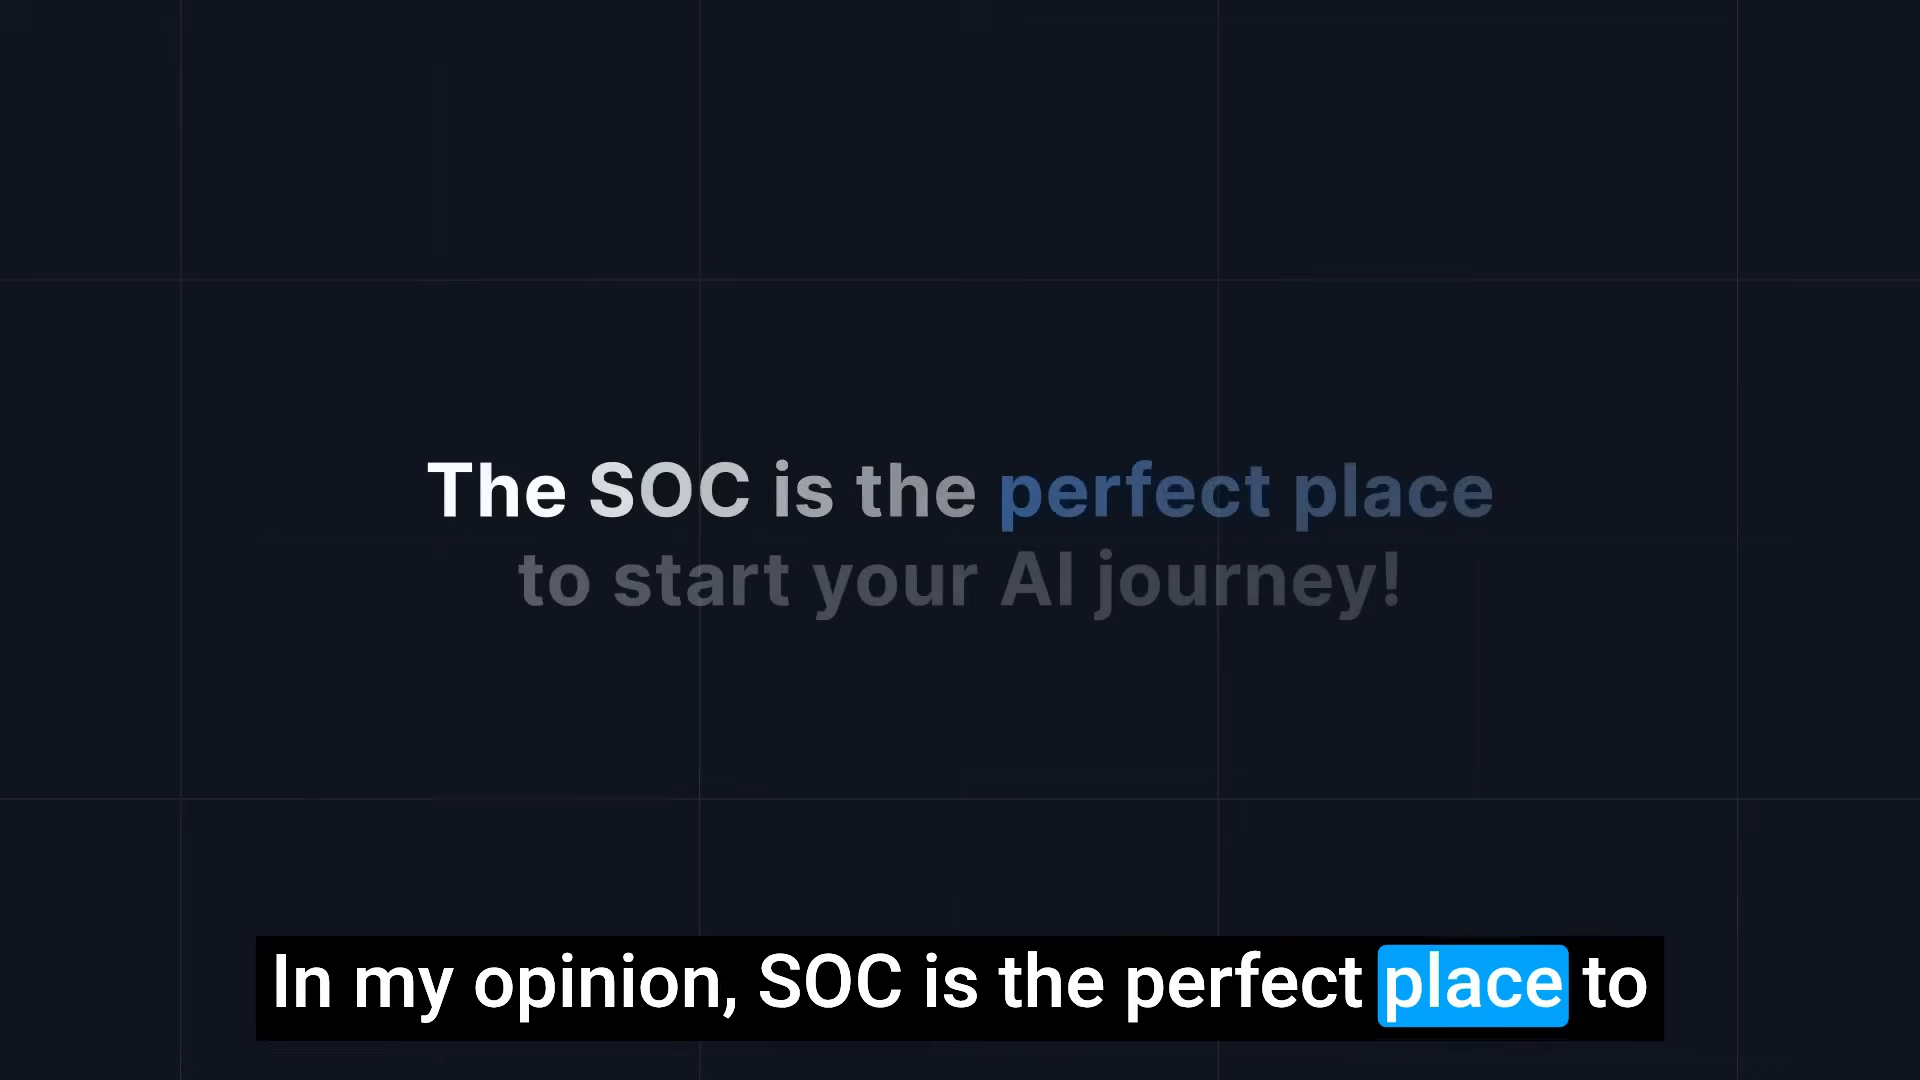 The SOC is the perfect place
to start your AI journey!
In my opinion, SOC is the perfect place to